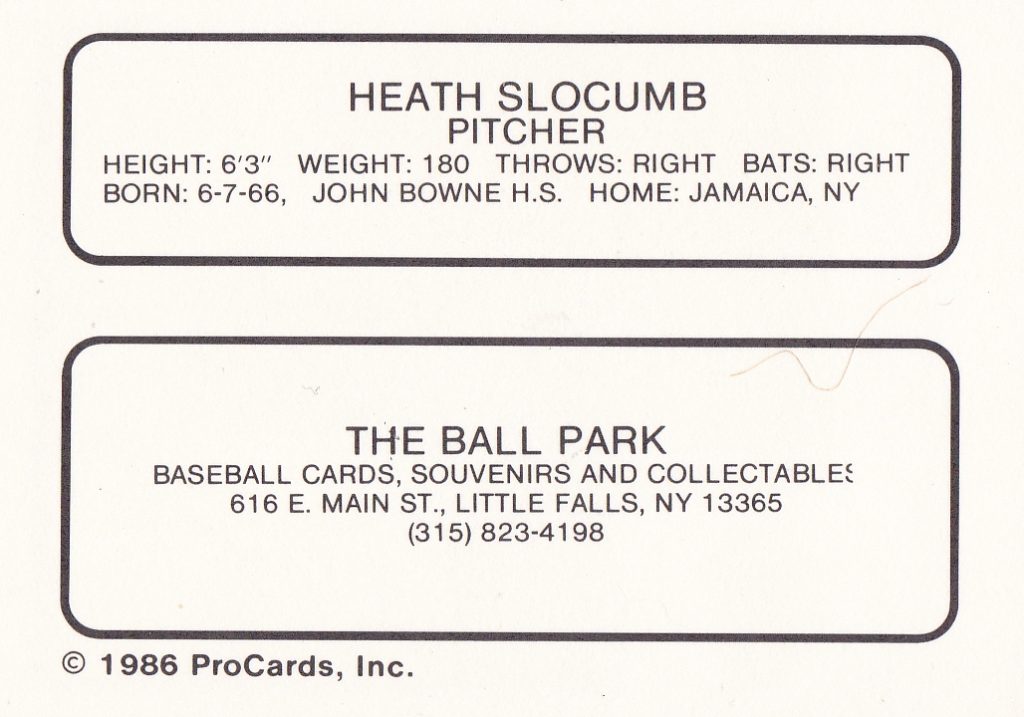 HEATH SLOCUMB
PITCHER
HEIGHT: 6'3" WEIGHT: 180 THROWS: RIGHT BATS: RIGHT
BORN: 6-7-66, JOHN BOWNE H.S. HOME: JAMAICA, NY
THE BALL PARK
BASEBALL CARDS, SOUVENIRS AND COLLECTABLES
616 E. MAIN ST., LITTLE FALLS, NY 13365
(315) 823-4198
© 1986 ProCards, Inc.